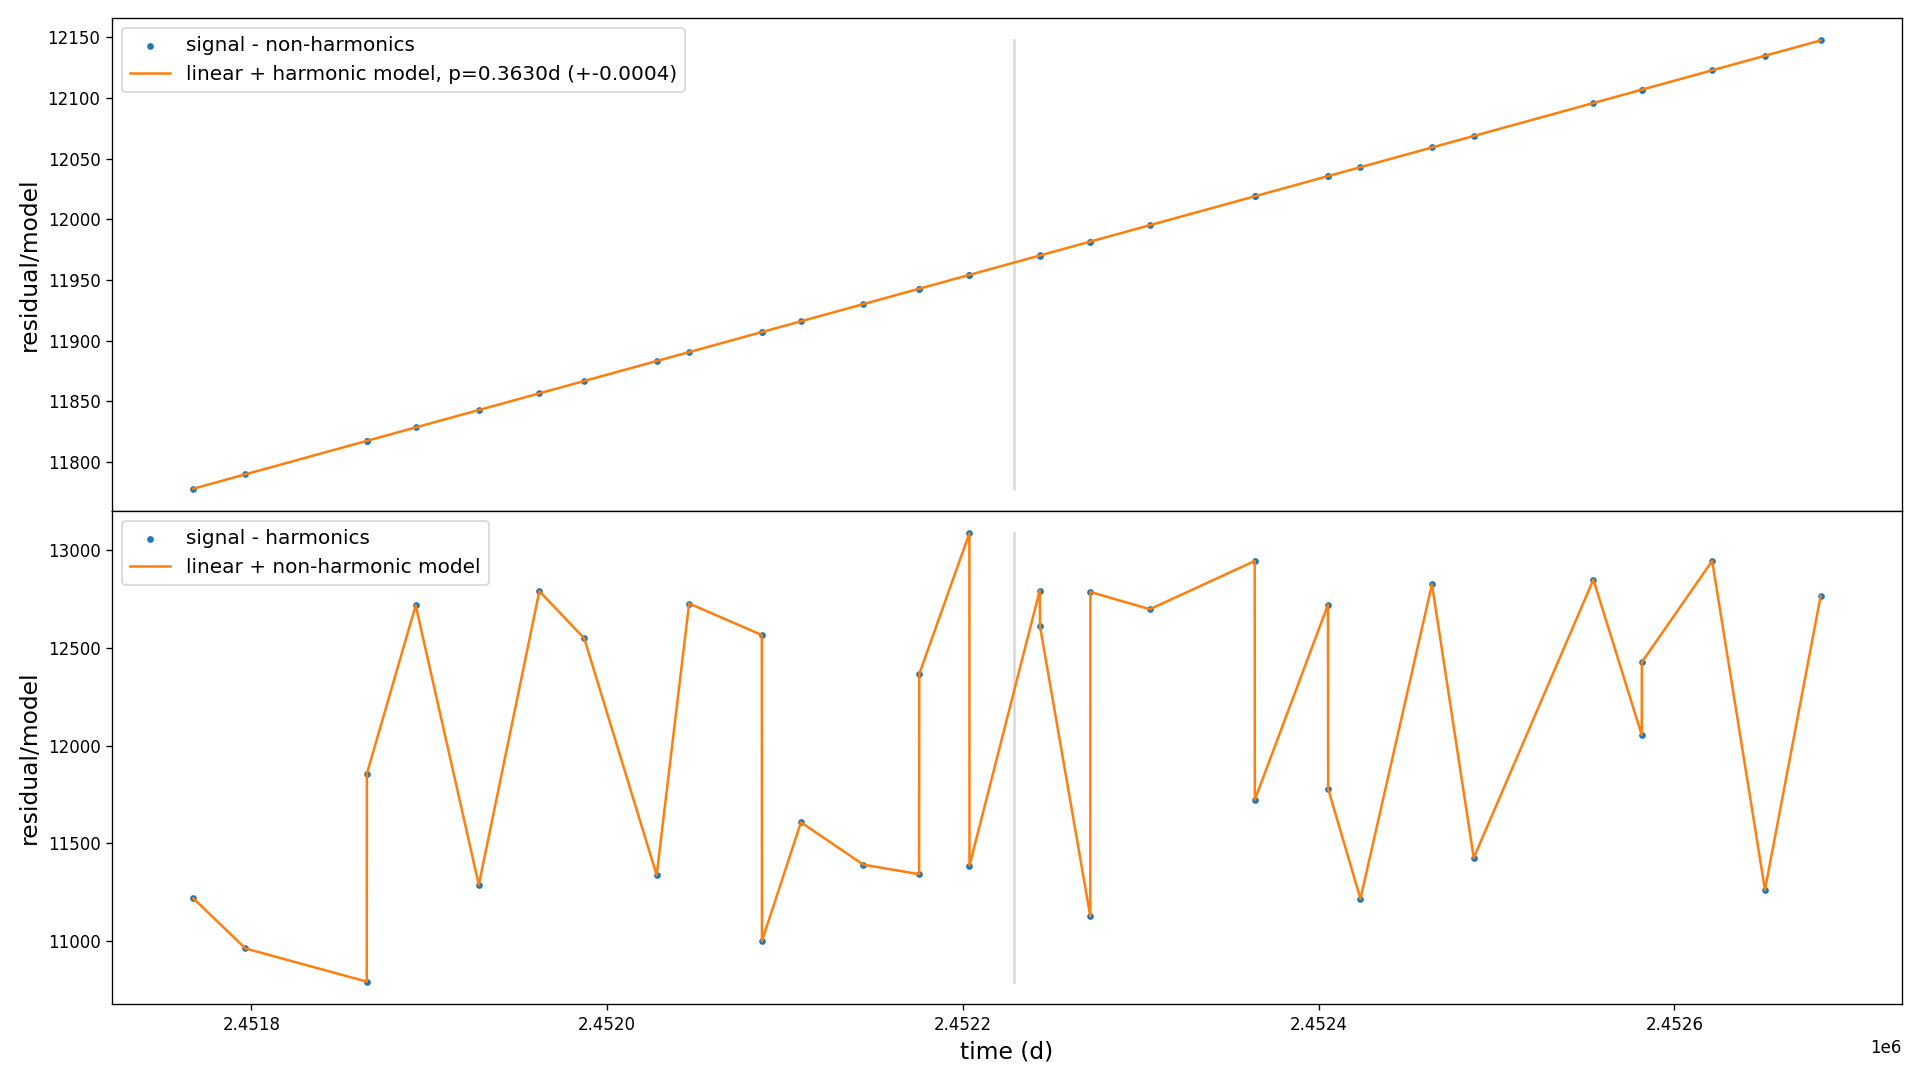 signal - non-harmonics
linear + harmonic model, p=0.3630d (+-0.0004)
12150
12100
12050
12000
11950
11900
11850
11800
residual/model
signal - harmonics
linear + non-harmonic model
13000
12500
12000
11500
11000
residual/model
2.4518
2.4520
2.4522
2.4524
2.4526
time (d)
1e6